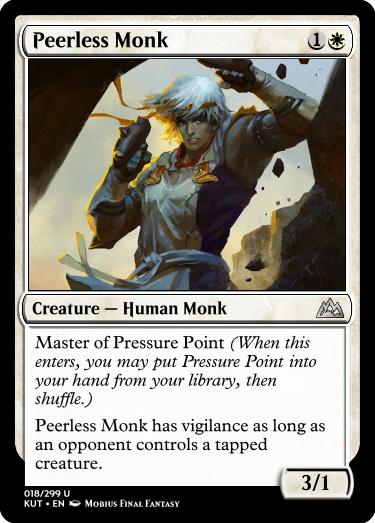 Peerless Monk 1
Creature — Human Monk
Master of Pressure Point (When this
enters, you may put Pressure Point into
your hand from your library, then
shuffle.)
Peerless Monk has vigilance as long as
an opponent controls a tapped
creature.
3/1
018/299 U
KUT • EN Mobius Final Fantasy